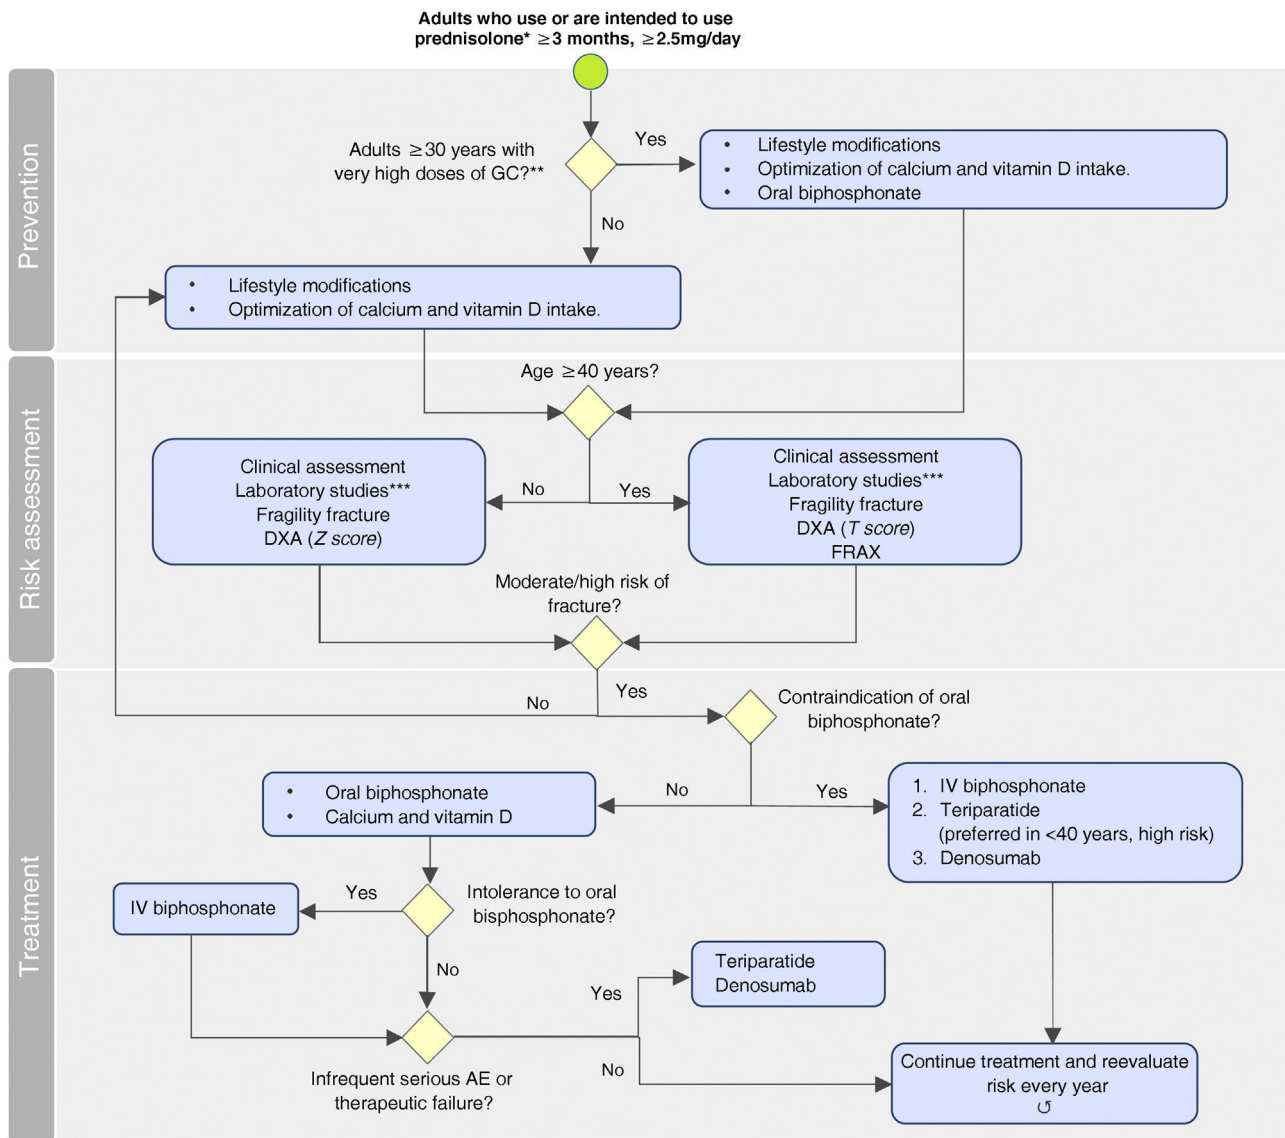 Adults who use or are intended to use
prednisolone* ≥3 months, ≥2.5mg/day
Prevention
Adults ≥30 years with
very high doses of GC?**
Yes
• Lifestyle modifications
• Optimization of calcium and vitamin D intake.
• Oral biphosphonate
No
• Lifestyle modifications
• Optimization of calcium and vitamin D intake.
Risk assessment
Age ≥40 years?
Clinical assessment
Laboratory studies***
Fragility fracture
DXA (Z score)
No
Yes
Clinical assessment
Laboratory studies***
Fragility fracture
DXA (T score)
FRAX
Moderate/high risk of
fracture?
Treatment
No
Yes
Contraindication of oral
biphosphonate?
• Oral biphosphonate
• Calcium and vitamin D
No
Yes
1. IV biphosphonate
2. Teriparatide
(preferred in <40 years, high risk)
3. Denosumab
IV biphosphonate
Yes
Intolerance to oral
bisphosphonate?
No
Yes
Teriparatide
Denosumab
Infrequent serious AE or
therapeutic failure?
No
Continue treatment and reevaluate
risk every year
↺